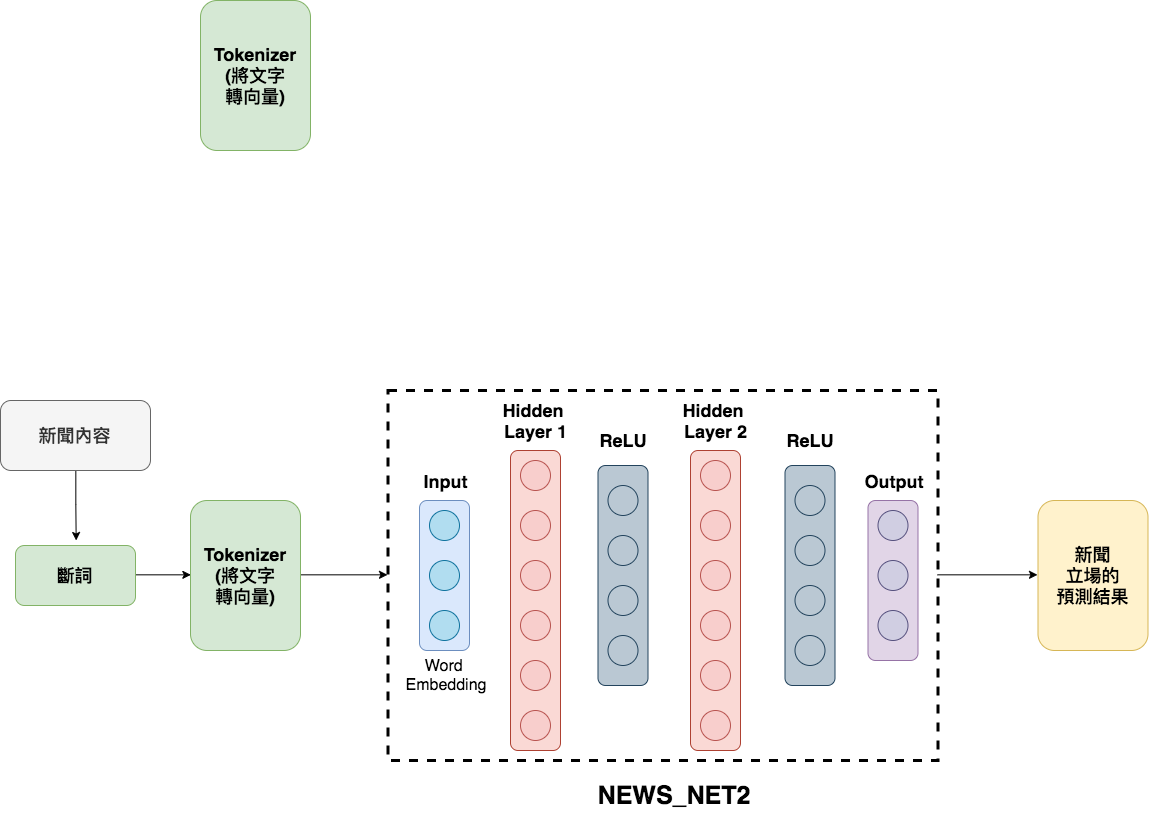 Tokenizer
(將文字
轉向量)
新聞內容
斷詞
Tokenizer
(將文字
轉向量)
Input
Word
Embedding
Hidden
Layer 1
ReLU
Hidden
Layer 2
ReLU
Output
新聞
立場的
預測結果
NEWS_NET2